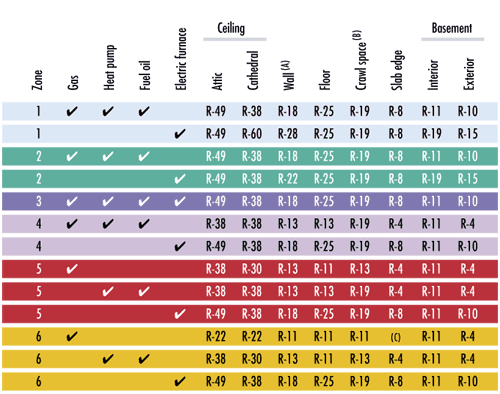 Ceiling Basement
Zone Gas Heat pump Fuel oil Electric furnace Attic Cathedral Wall (A) Floor Crawl space (B) Slab edge Interior Exterior
1 ✔ ✔ ✔ R-49 R-38 R-18 R-25 R-19 R-8 R-11 R-10
1 ✔ R-49 R-60 R-28 R-25 R-19 R-8 R-19 R-15
2 ✔ ✔ ✔ R-49 R-38 R-18 R-25 R-19 R-8 R-11 R-10
2 ✔ R-49 R-38 R-22 R-25 R-19 R-8 R-19 R-15
3 ✔ ✔ ✔ ✔ R-49 R-38 R-18 R-25 R-19 R-8 R-11 R-10
4 ✔ ✔ ✔ R-38 R-38 R-13 R-13 R-19 R-4 R-11 R-4
4 ✔ R-49 R-38 R-18 R-25 R-19 R-8 R-11 R-10
5 ✔ R-38 R-30 R-13 R-11 R-13 R-4 R-11 R-4
5 ✔ ✔ R-38 R-38 R-13 R-13 R-19 R-4 R-11 R-4
5 ✔ R-49 R-38 R-18 R-25 R-19 R-8 R-11 R-10
6 ✔ R-22 R-22 R-11 R-11 R-11 (C) R-11 R-4
6 ✔ ✔ R-38 R-30 R-13 R-11 R-13 R-4 R-11 R-4
6 ✔ R-49 R-38 R-18 R-25 R-19 R-8 R-11 R-10